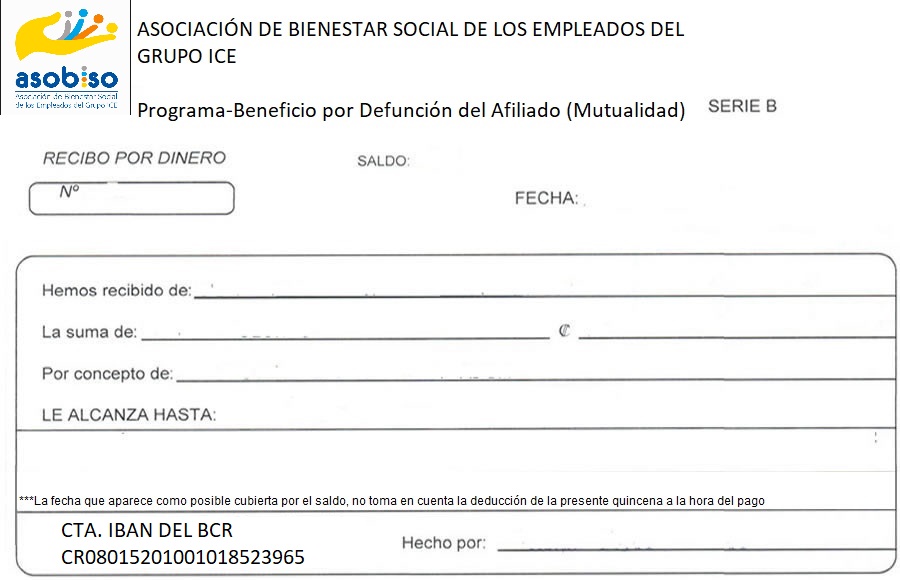 asobiso
Asociación de Bienestar Social
de los Empleados del Grupo ICE
ASOCIACIÓN DE BIENESTAR SOCIAL DE LOS EMPLEADOS DEL
GRUPO ICE
Programa-Beneficio por Defunción del Afiliado (Mutualidad) SERIE B
RECIBO POR DINERO SALDO:
Nº
FECHA:
Hemos recibido de:
La suma de: ₡
Por concepto de:
LE ALCANZA HASTA:
***La fecha que aparece como posible cubierta por el saldo, no toma en cuenta la deducción de la presente quincena a la hora del pago
CTA. IBAN DEL BCR
CR08015201001018523965
Hecho por: